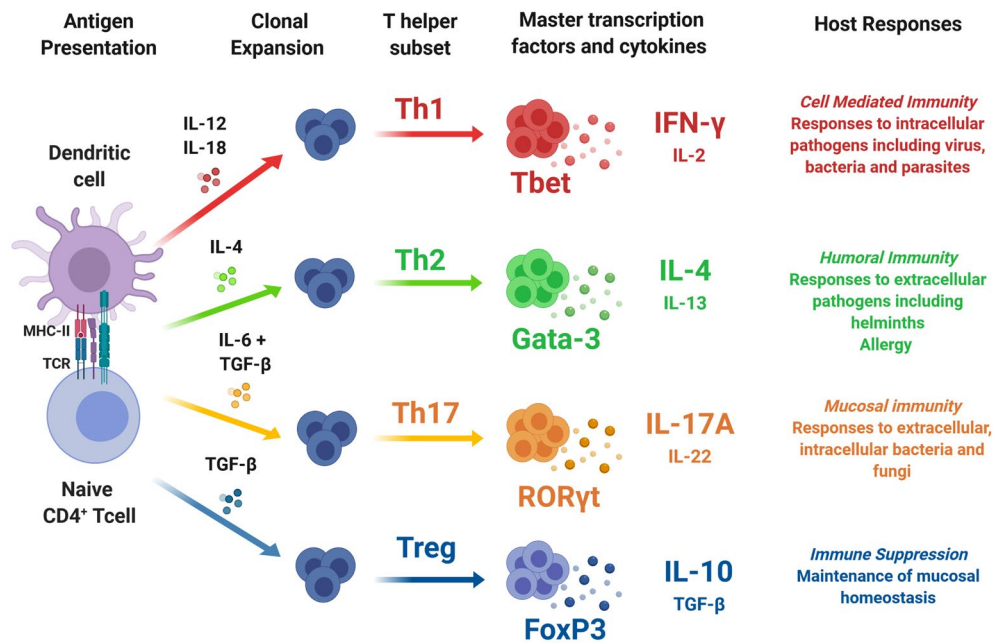 Antigen
Presentation
Clonal
Expansion
T helper
subset
Master transcription
factors and cytokines
Host Responses
Dendritic
cell
MHC-II
TCR
Naive
CD4⁺ Tcell
IL-12
IL-18
Th1
Tbet
IFN-γ
IL-2
Cell Mediated Immunity
Responses to intracellular
pathogens including virus,
bacteria and parasites
IL-4
Th2
Gata-3
IL-4
IL-13
Humoral Immunity
Responses to extracellular
pathogens including
helminths
Allergy
IL-6 +
TGF-β
Th17
RORγt
IL-17A
IL-22
Mucosal immunity
Responses to extracellular,
intracellular bacteria and
fungi
TGF-β
Treg
FoxP3
IL-10
TGF-β
Immune Suppression
Maintenance of mucosal
homeostasis